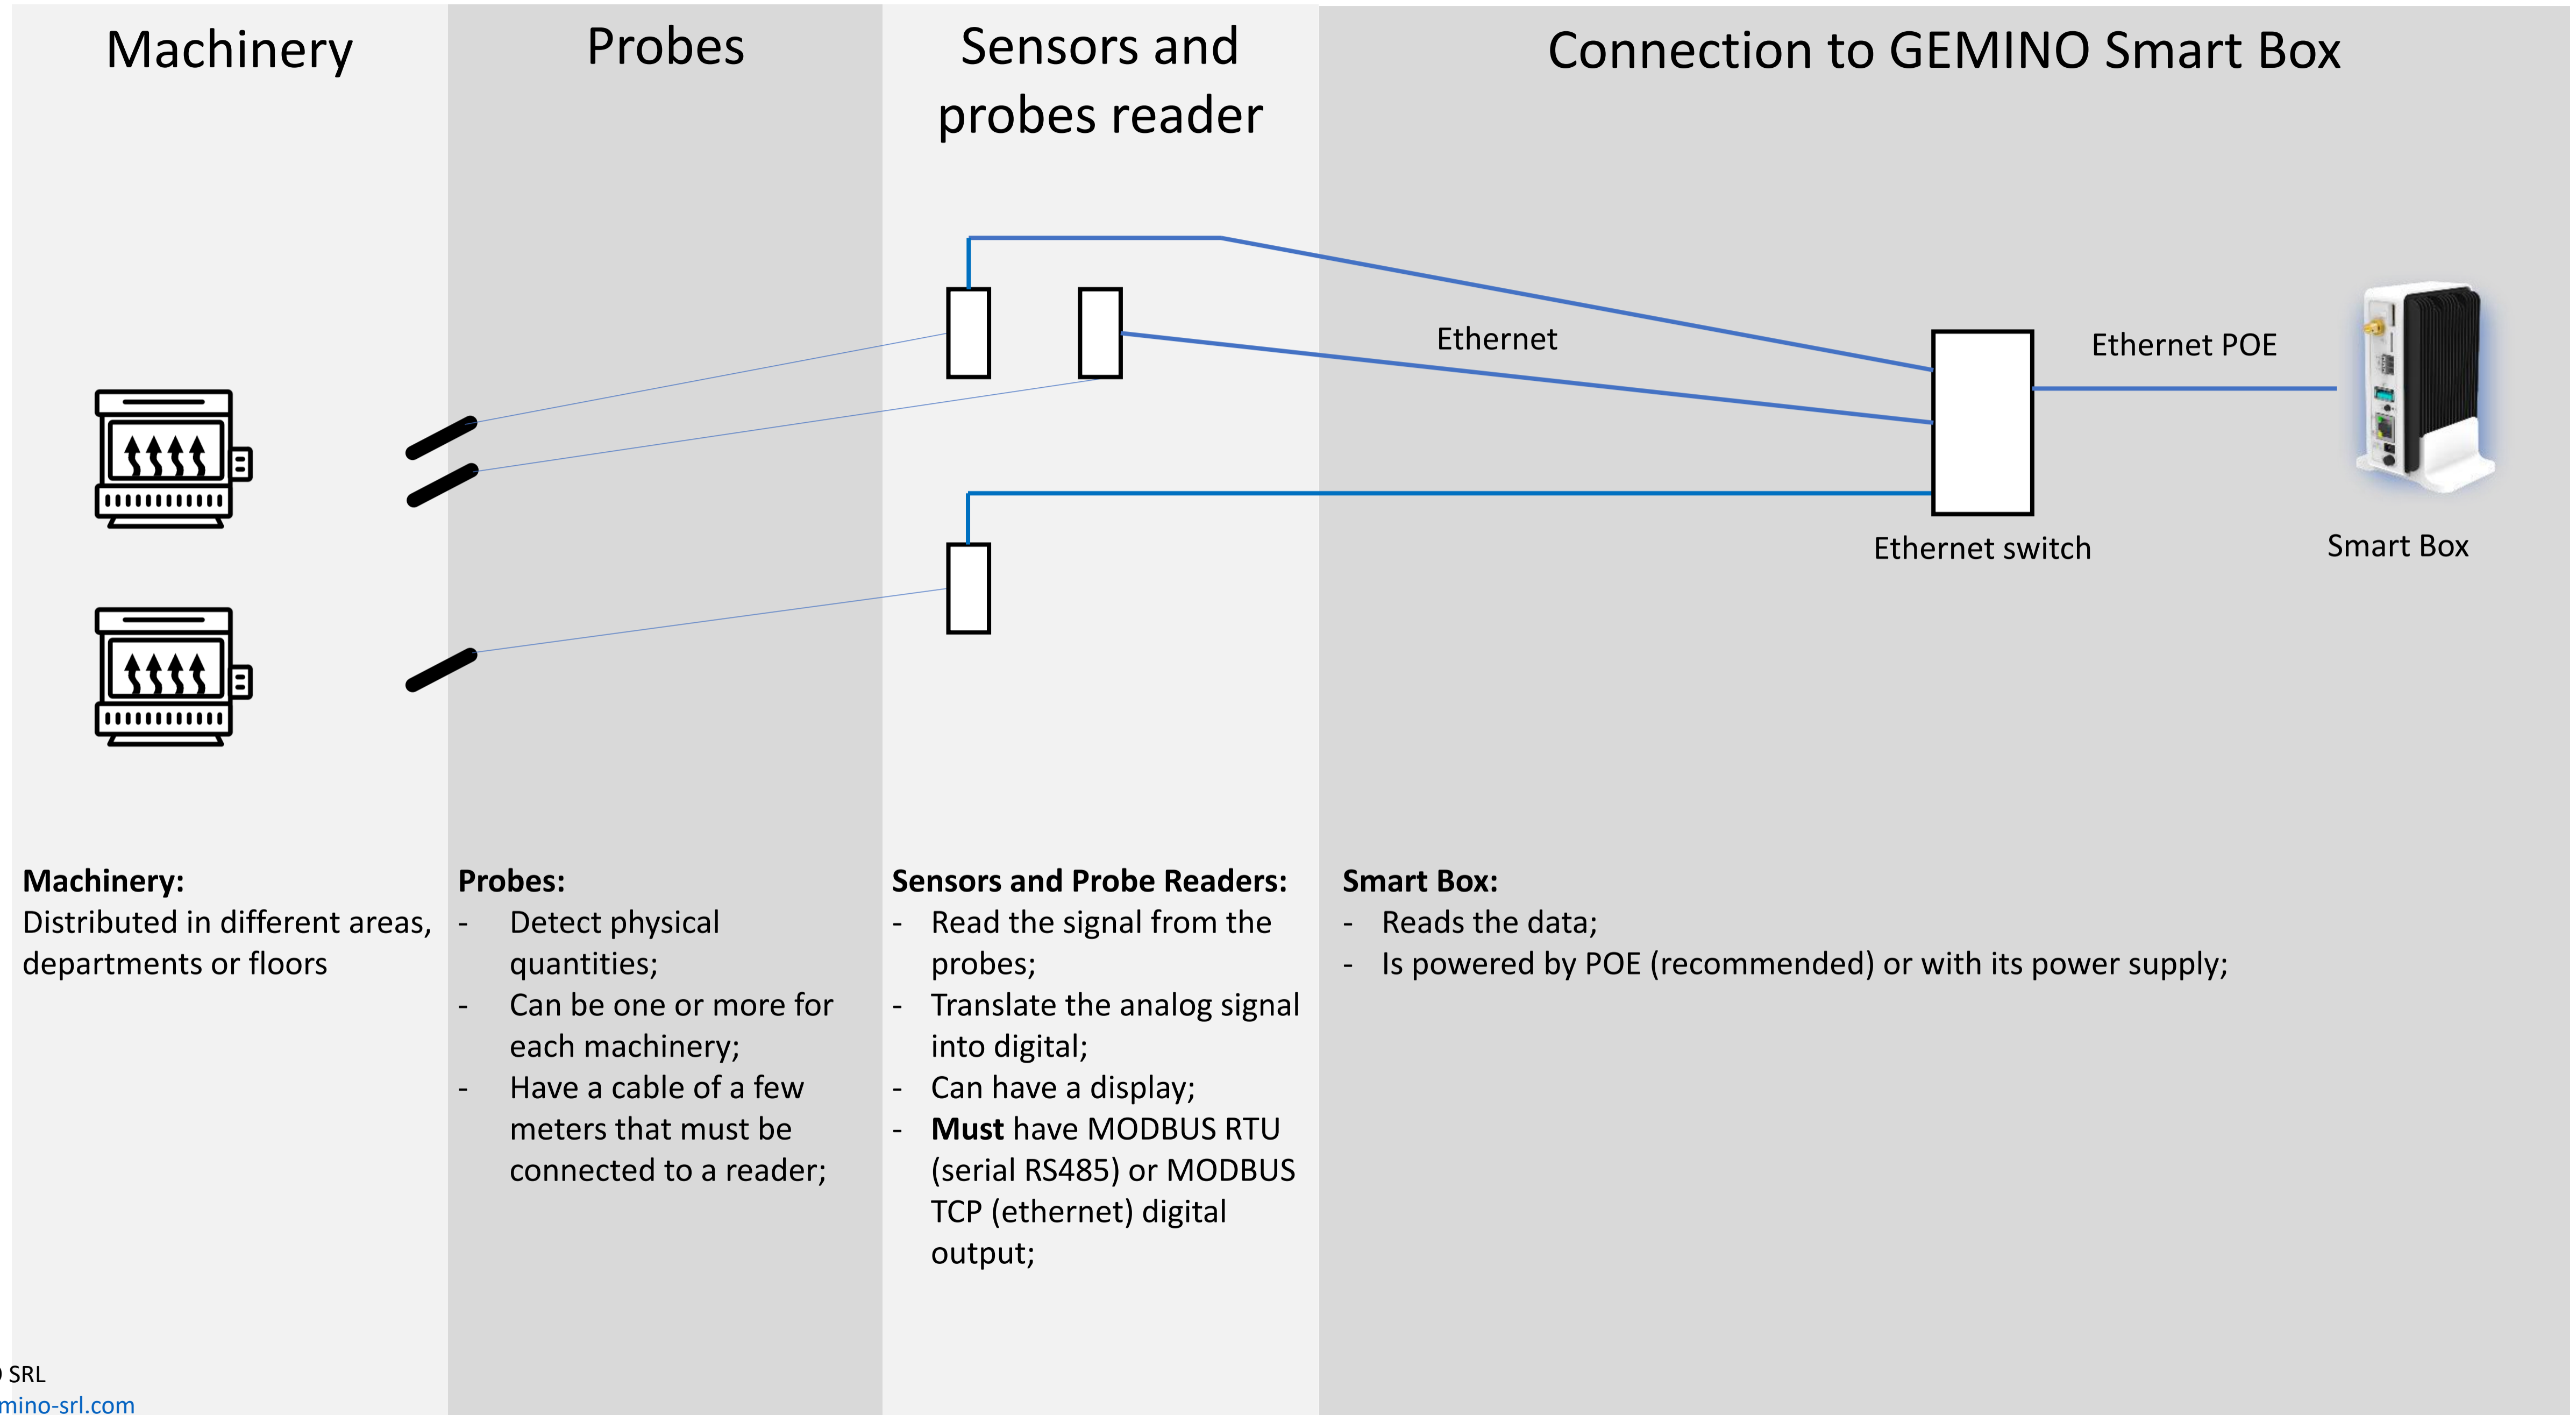 Machinery
Probes
Sensors and
probes reader
Connection to GEMINO Smart Box
Ethernet
Ethernet POE
Ethernet switch
Smart Box
Machinery:
Distributed in different areas,
departments or floors
Probes:
- Detect physical
quantities;
- Can be one or more for
each machinery;
- Have a cable of a few
meters that must be
connected to a reader;
Sensors and Probe Readers:
- Read the signal from the
probes;
- Translate the analog signal
into digital;
- Can have a display;
- Must have MODBUS RTU
(serial RS485) or MODBUS
TCP (ethernet) digital
output;
Smart Box:
- Reads the data;
- Is powered by POE (recommended) or with its power supply;
SRL
mino-srl.com